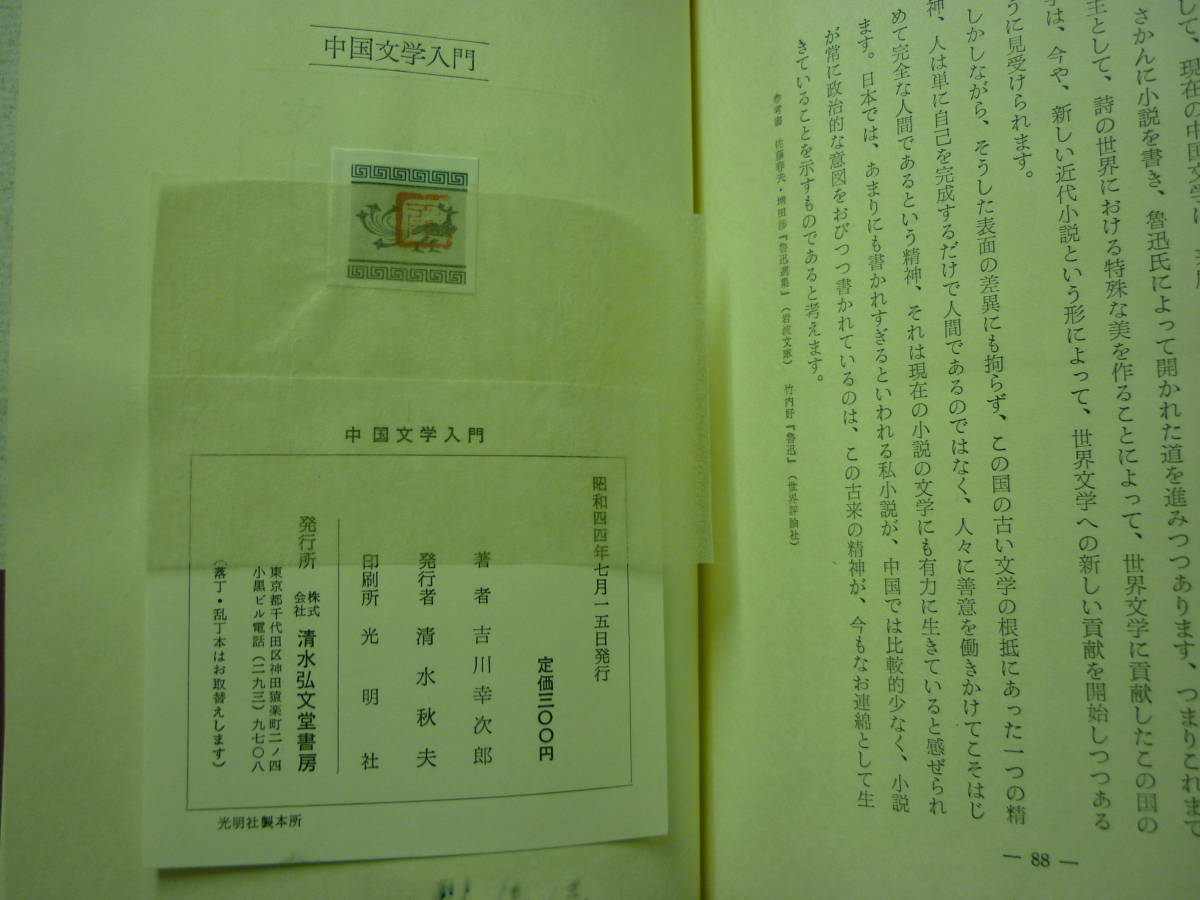 して、現在の中国文学は、
さかんに小説を書き、魯迅氏によって開かれた道を進みつつあります、つまりこれまで
主として、詩の世界における特殊な美を作ることによって、世界文学に貢献したこの国の
学は、今や、新しい近代小説という形によって、世界文学への新しい貢献を開始しつつある
うに見受けられます。
しかしながら、そうした表面の差異にも拘らず、この国の古い文学の根抵にあった一つの精
神、人は単に自己を完成するだけで人間であるのではなく、人々に善意を働きかけてこそはじ
めて完全な人間であるという精神、それは現在の小説の文学にも有力に生きていると感ぜられ
ます。日本では、あまりにも書かれすぎるといわれる私小説が、中国では比較的少なく、小説
が常に政治的な意図をおびつつ書かれているのは、この古来の精神が、今もなお連綿として生
きていることを示すものであると考えます。
参考書 佐藤春夫・増田渉『魯迅選集』（岩波文庫） 竹内好『魯迅』（世界評論社）
— 88 —
中国文学入門
中国文学入門
昭和四四年七月一五日発行
定価三〇〇円
著者 吉川幸次郎
発行者 清水秋夫
印刷所 光明社
発行所 株式会社 清水弘文堂書房
東京都千代田区神田猿楽町二ノ四
小黒ビル電話（二九三）九七〇八
（落丁・乱丁本はお取替えします）
光明社製本所